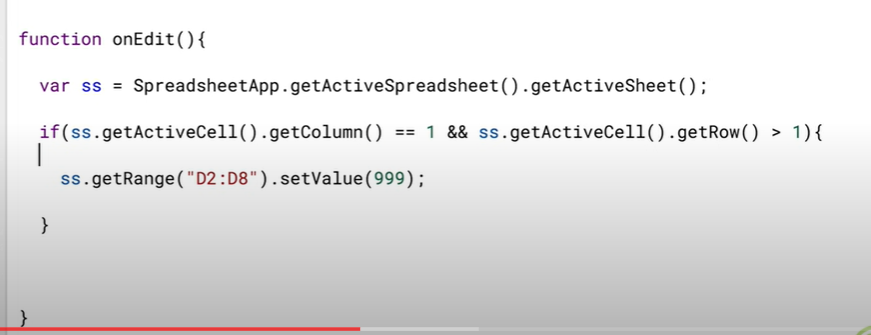 function onEdit(){
var ss = SpreadsheetApp.getActiveSpreadsheet().getActiveSheet();
if(ss.getActiveCell().getColumn() == 1 && ss.getActiveCell().getRow() > 1){
ss.getRange("D2:D8").setValue(999);
}
}